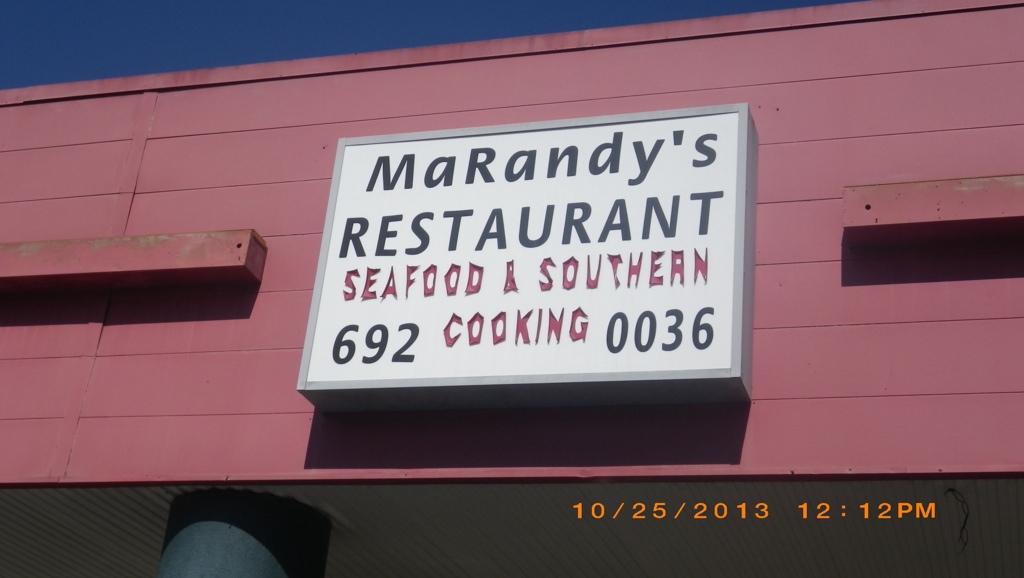 MaRandy's
RESTAURANT
SEAFOOD & SOUTHERN
692 COOKING 0036
10/25/2013 12:12PM